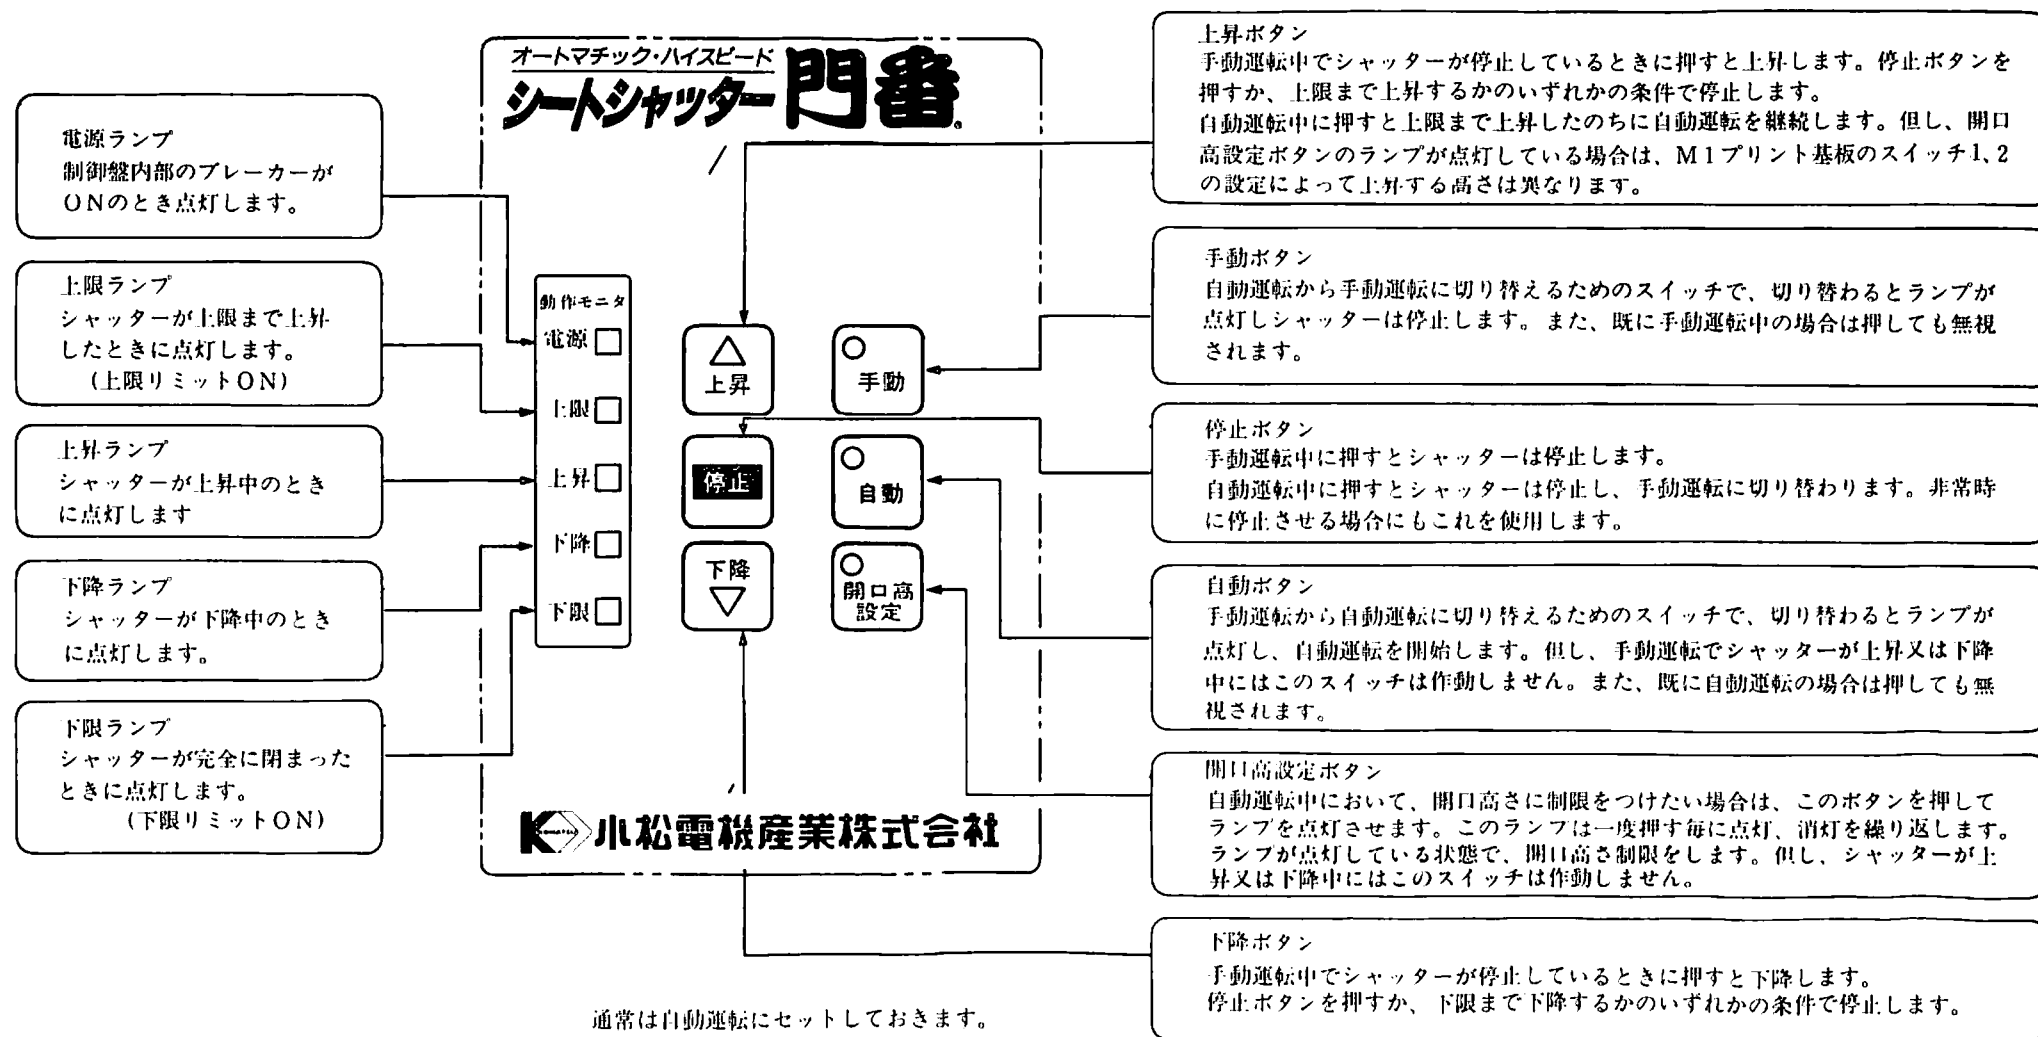 オートマチック・ハイスピード
シートシャッター門番
電源ランプ
制御盤内部のブレーカーが
ONのとき点灯します。
上限ランプ
シャッターが上限まで上昇
したときに点灯します。
(上限リミットON)
上昇ランプ
シャッターが上昇中のとき
に点灯します
下降ランプ
シャッターが下降中のとき
に点灯します。
下限ランプ
シャッターが完全に閉まった
ときに点灯します。
(下限リミットON)
動作モニタ
電源
上限
上昇
下降
下限
上昇
停止
下降
手動
自動
開口高
設定
KOMATSU
小松電機産業株式会社
上昇ボタン
手動運転中でシャッターが停止しているときに押すと上昇します。停止ボタンを
押すか、上限まで上昇するかのいずれかの条件で停止します。
自動運転中に押すと上限まで上昇したのちに自動運転を継続します。但し、開口
高設定ボタンのランプが点灯している場合は、M1プリント基板のスイッチ1、2
の設定によって上昇する高さは異なります。
手動ボタン
自動運転から手動運転に切り替えるためのスイッチで、切り替わるとランプが
点灯しシャッターは停止します。また、既に手動運転中の場合は押しても無視
されます。
停止ボタン
手動運転中に押すとシャッターは停止します。
自動運転中に押すとシャッターは停止し、手動運転に切り替わります。非常時
に停止させる場合にもこれを使用します。
自動ボタン
手動運転から自動運転に切り替えるためのスイッチで、切り替わるとランプが
点灯し、自動運転を開始します。但し、手動運転でシャッターが上昇又は下降
中にはこのスイッチは作動しません。また、既に自動運転の場合は押しても無
視されます。
開口高設定ボタン
自動運転中において、開口高さに制限をつけたい場合は、このボタンを押して
ランプを点灯させます。このランプは一度押す毎に点灯、消灯を繰り返します。
ランプが点灯している状態で、開口高さ制限をします。但し、シャッターが上
昇又は下降中にはこのスイッチは作動しません。
下降ボタン
手動運転中でシャッターが停止しているときに押すと下降します。
停止ボタンを押すか、下限まで下降するかのいずれかの条件で停止します。
通常は自動運転にセットしておきます。